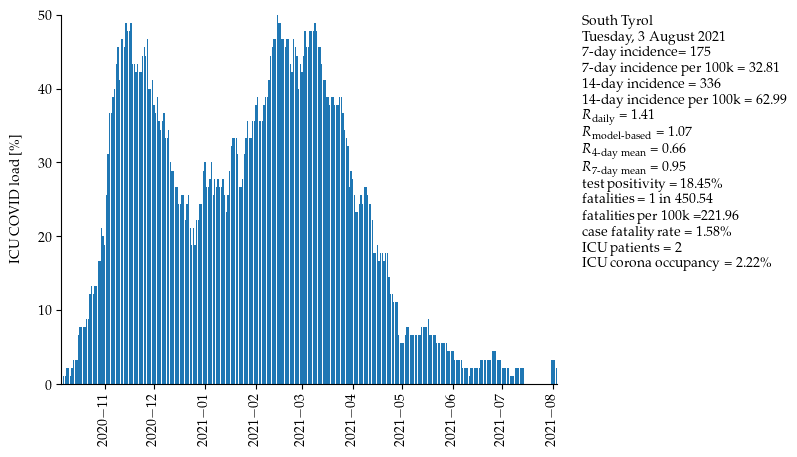 50
40
30
20
10
0
ICU COVID load [%]
2020−11
2020−12
2021−01
2021−02
2021−03
2021−04
2021−05
2021−06
2021−07
2021−08
South Tyrol
Tuesday, 3 August 2021
7-day incidence= 175
7-day incidence per 100k = 32.81
14-day incidence = 336
14-day incidence per 100k = 62.99
R daily = 1.41
R model-based = 1.07
R 4-day mean = 0.66
R 7-day mean = 0.95
test positivity = 18.45%
fatalities = 1 in 450.54
fatalities per 100k =221.96
case fatality rate = 1.58%
ICU patients = 2
ICU corona occupancy = 2.22%